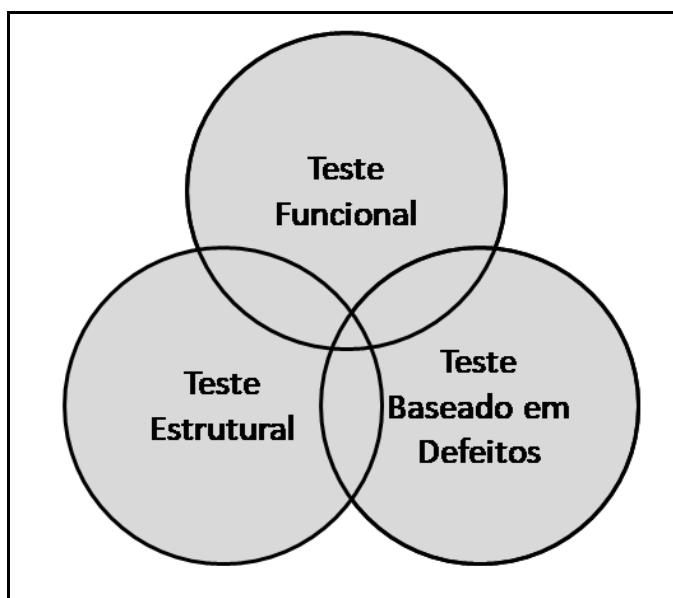 Teste
Funcional
Teste
Estrutural
Teste
Baseado em
Defeitos